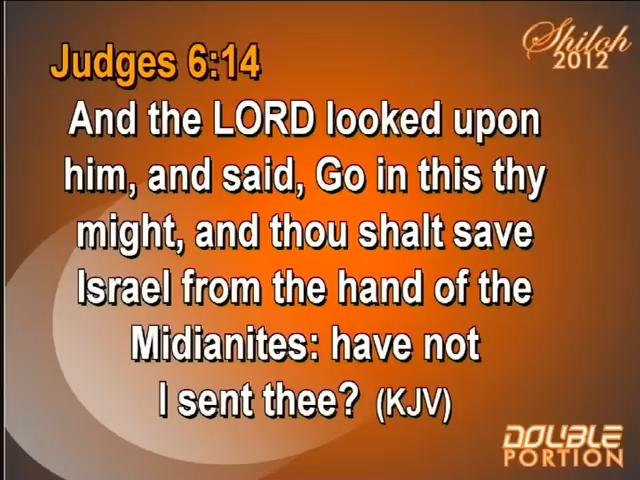 Judges 6:14
Shiloh
2012
And the LORD looked upon
him, and said, Go in this thy
might, and thou shalt save
Israel from the hand of the
Midianites: have not
I sent thee? (KJV)
DOUBLE
PORTION